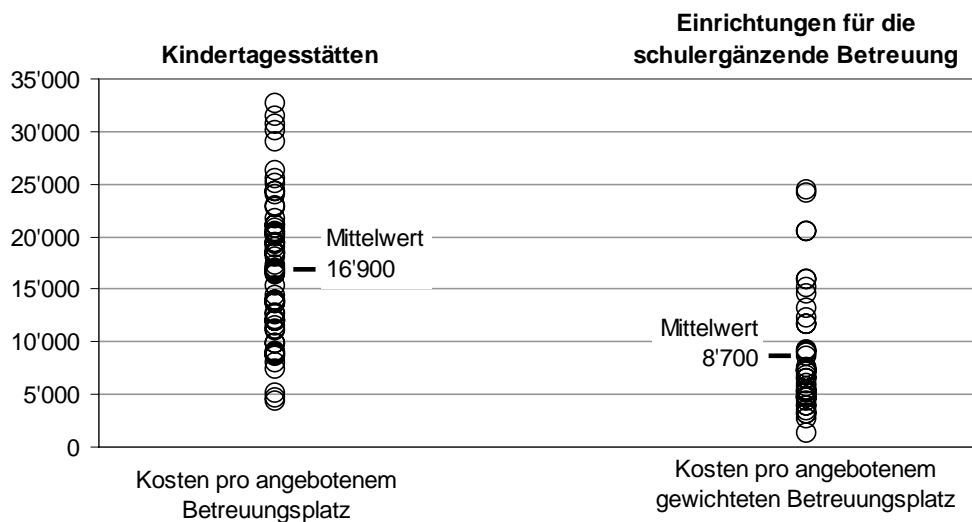 Kindertagesstätten
Einrichtungen für die
schulergänzende Betreuung
35'000
30'000
25'000
20'000
15'000
10'000
5'000
0
Mittelwert
16'900
Mittelwert
8'700
Kosten pro angebotenem
Betreuungsplatz
Kosten pro angebotenem
gewichteten Betreuungsplatz